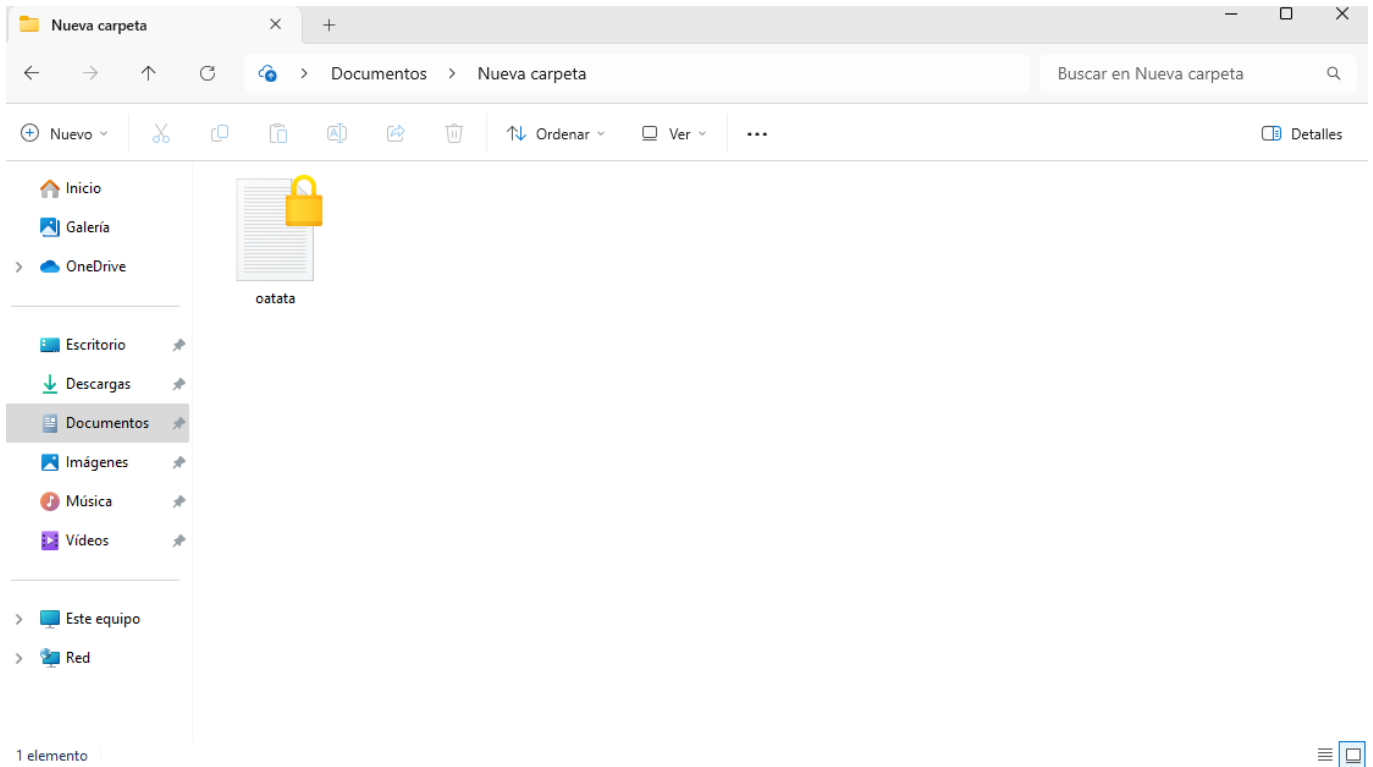 Nueva carpeta
Documentos > Nueva carpeta
Buscar en Nueva carpeta
Nuevo
Ordenar
Ver
Detalles
Inicio
Galería
OneDrive
Escritorio
Descargas
Documentos
Imágenes
Música
Vídeos
Este equipo
Red
oatata
1 elemento